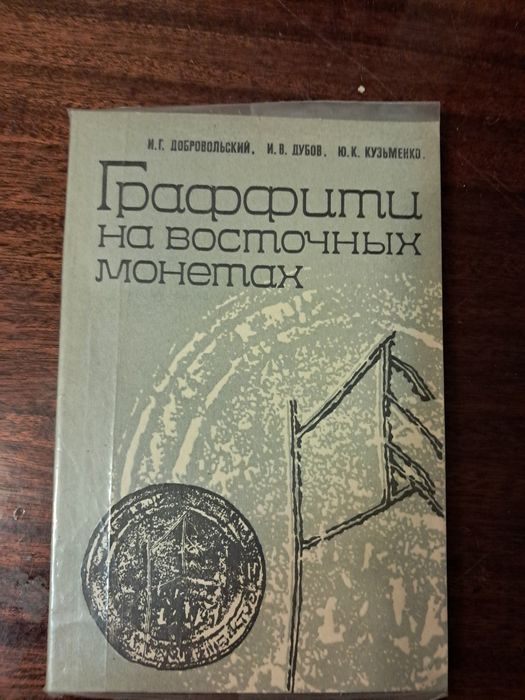 И.Г. ДОБРОВОЛЬСКИЙ, И.В. ДУБОВ, Ю.К. КУЗЬМЕНКО.
Граффити
на восточных
монетах